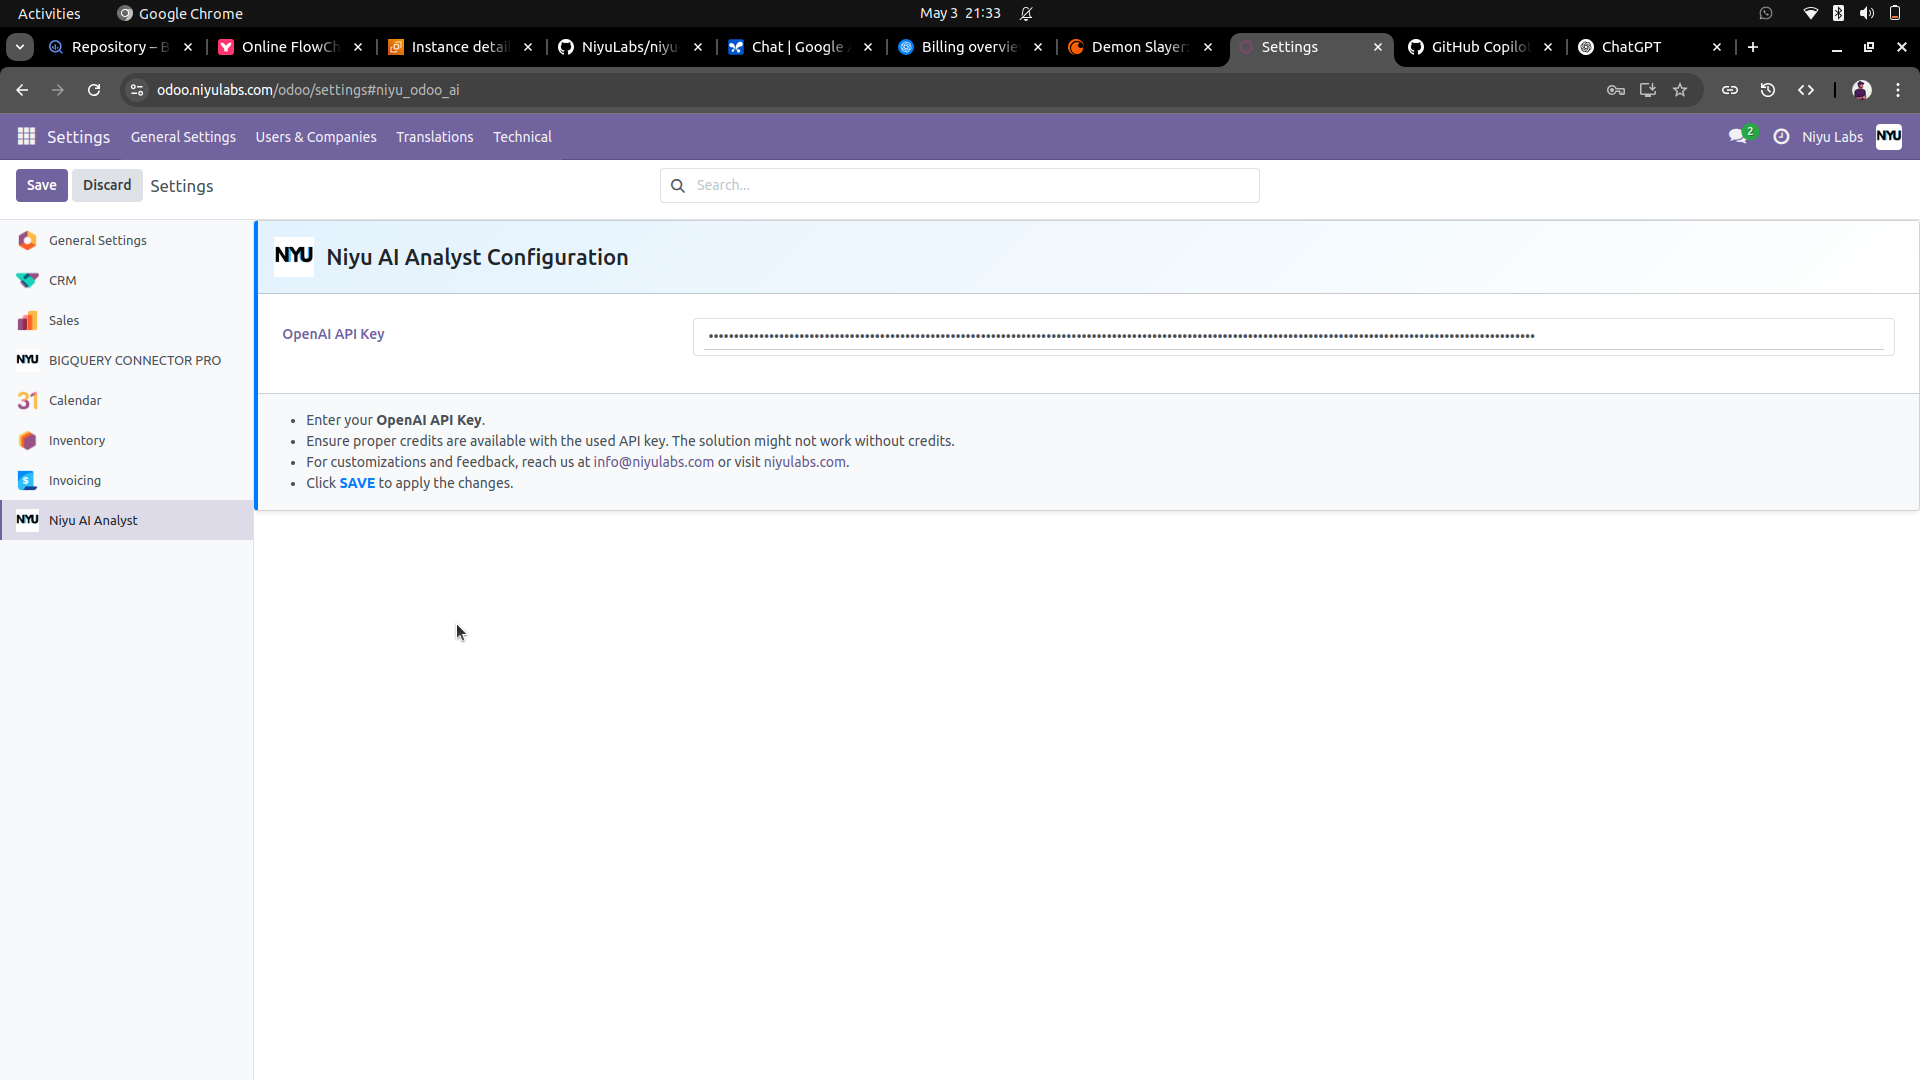 Activities
Google Chrome
May 3 21:33
Repository – B
Online FlowCh
Instance detail
NiyuLabs/niyu-
Chat | Google A
Billing overvie
Demon Slayer:
Settings
GitHub Copilot
ChatGPT
odoo.niyulabs.com/odoo/settings#niyu_odoo_ai
Settings
General Settings
Users & Companies
Translations
Technical
2
Niyu Labs
NYU
Save
Discard
Settings
Search...
General Settings
CRM
Sales
NYU BIGQUERY CONNECTOR PRO
31 Calendar
Inventory
Invoicing
NYU Niyu AI Analyst
NYU Niyu AI Analyst Configuration
OpenAI API Key
••••••••••••••••••••••••••••••••••••••••••••••••••••••••••••••••••••••••••••••••••••••••••••••••••••••••••••••••••••••••••••••••••••••••••••••••••••••••••••••••••••
• Enter your OpenAI API Key.
• Ensure proper credits are available with the used API key. The solution might not work without credits.
• For customizations and feedback, reach us at info@niyulabs.com or visit niyulabs.com.
• Click SAVE to apply the changes.